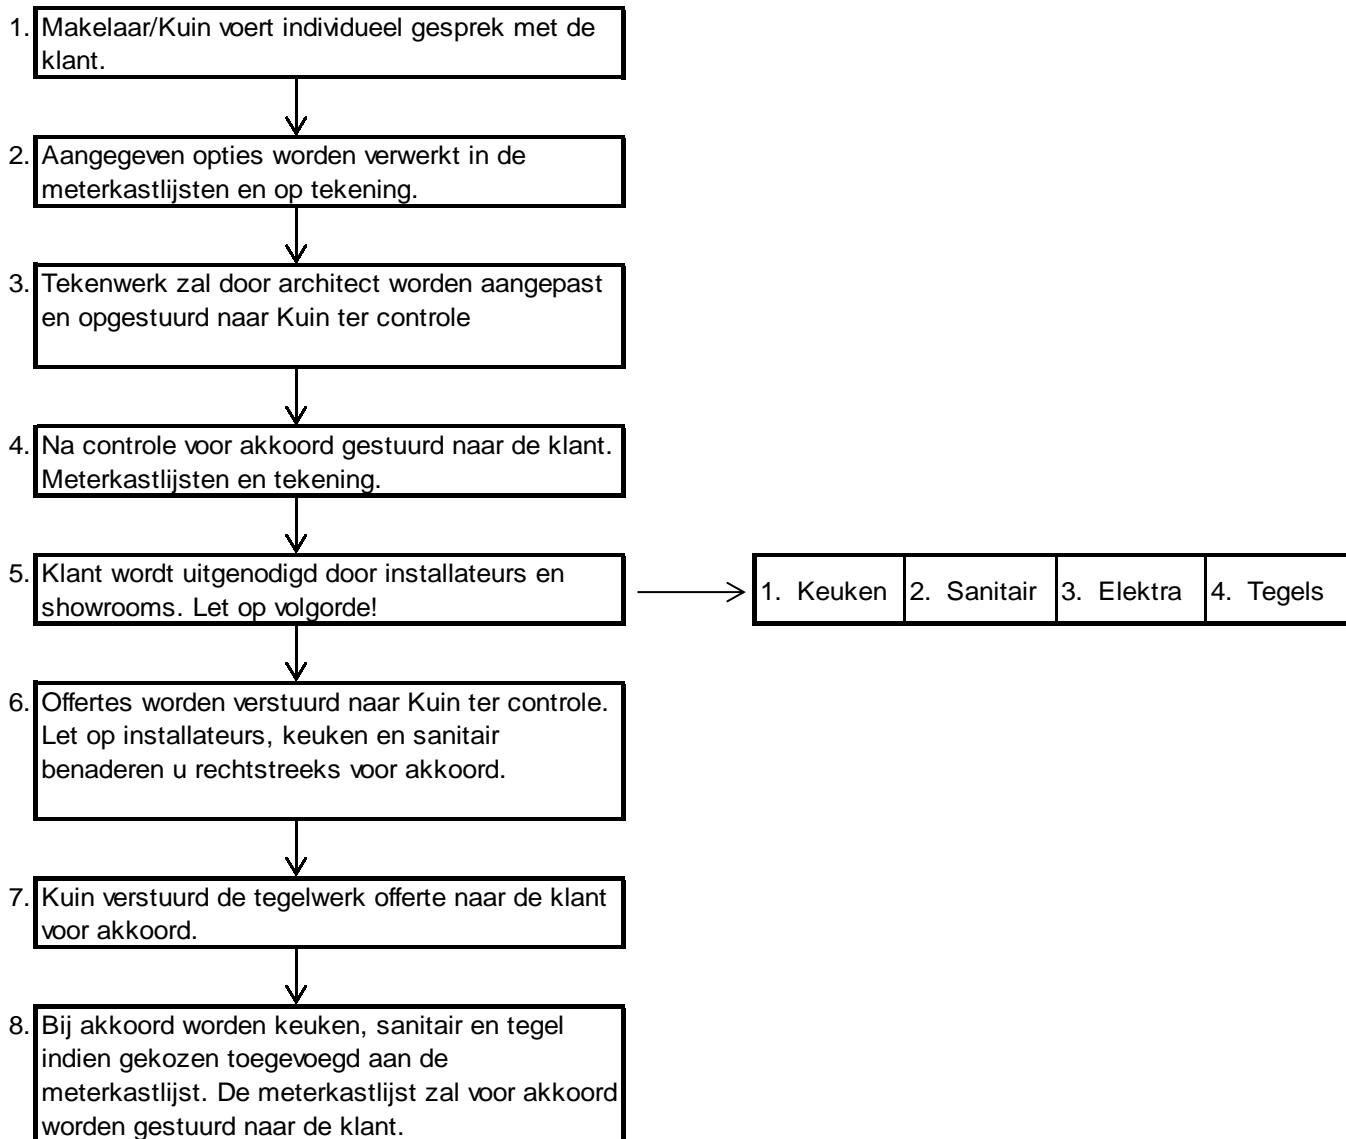 1. Makelaar/Kuin voert individueel gesprek met de
klant.
2. Aangegeven opties worden verwerkt in de
meterkastlijsten en op tekening.
3. Tekenwerk zal door architect worden aangepast
en opgestuurd naar Kuin ter controle
4. Na controle voor akkoord gestuurd naar de klant.
Meterkastlijsten en tekening.
5. Klant wordt uitgenodigd door installateurs en
showrooms. Let op volgorde!
1. Keuken 2. Sanitair 3. Elektra 4. Tegels
6. Offertes worden verstuurd naar Kuin ter controle.
Let op installateurs, keuken en sanitair
benaderen u rechtstreeks voor akkoord.
7. Kuin verstuurd de tegelwerk offerte naar de klant
voor akkoord.
8. Bij akkoord worden keuken, sanitair en tegel
indien gekozen toegevoegd aan de
meterkastlijst. De meterkastlijst zal voor akkoord
worden gestuurd naar de klant.